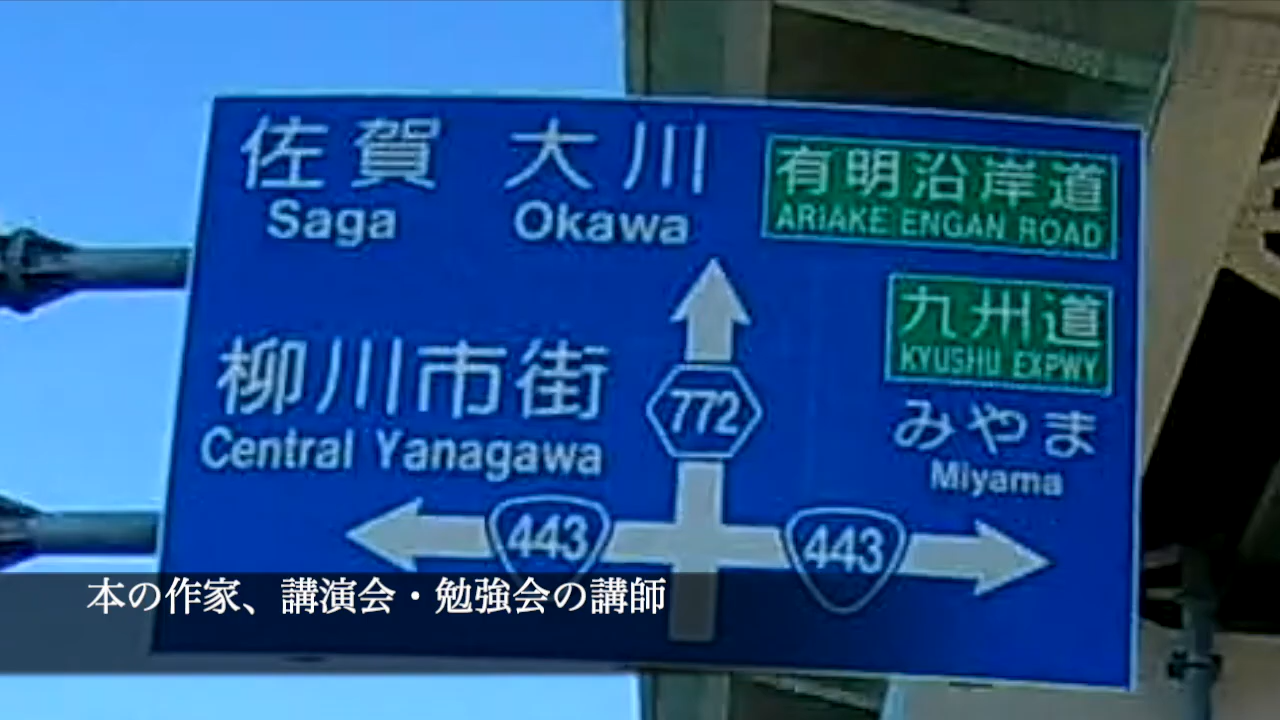 佐賀 大川
Saga Okawa
有明沿岸道
ARIAKE ENGAN ROAD
九州道
KYUSHU EXPWY
みやま
Miyama
柳川市街
Central Yanagawa
772
443
443
本の作家、講演会・勉強会の講師